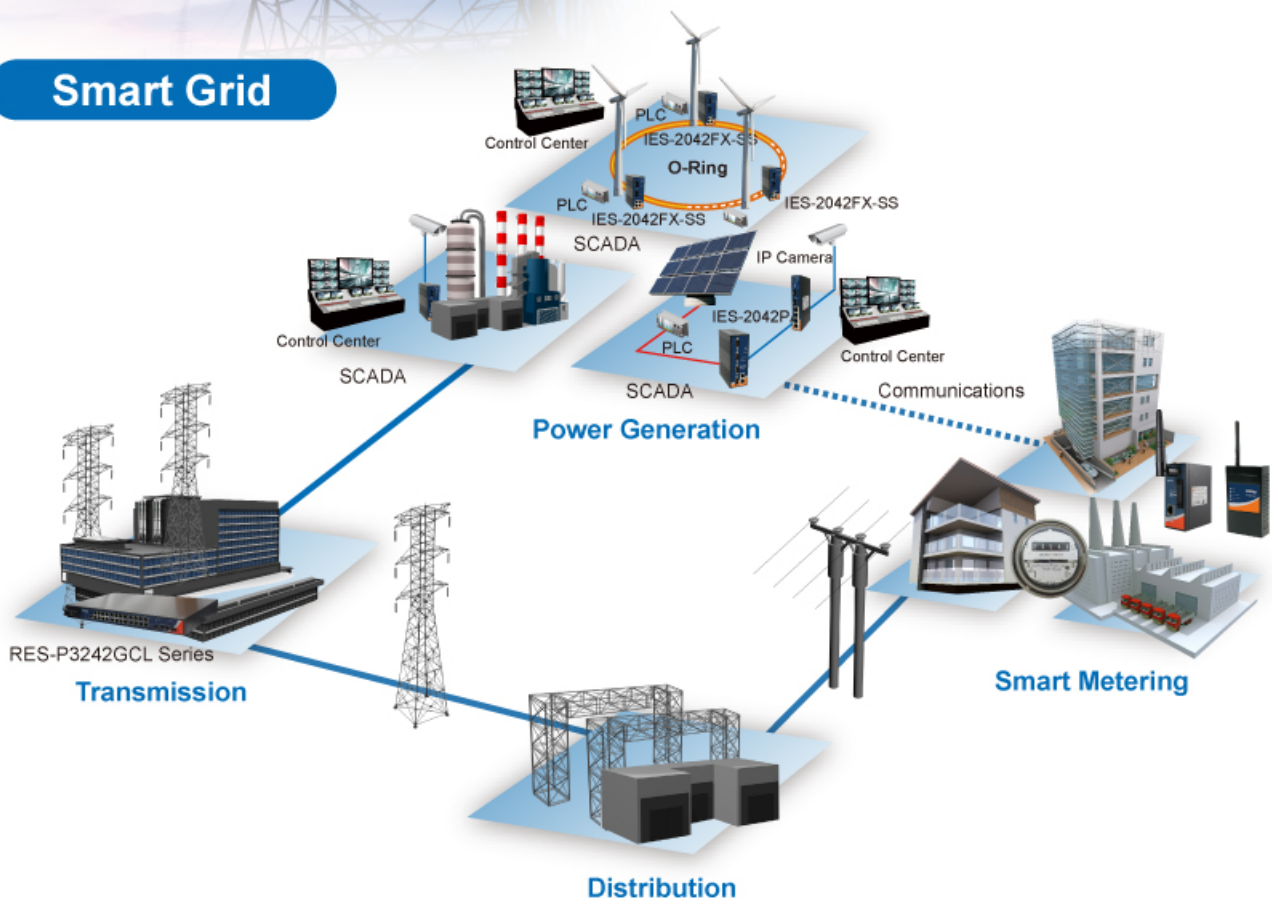 Smart Grid
Control Center
PLC
IES-2042FX-SS
O-Ring
PLC
IES-2042FX-SS
IES-2042FX-SS
SCADA
IP Camera
IES-2042PA
PLC
Control Center
Control Center
SCADA
SCADA
Communications
Power Generation
RES-P3242GCL Series
Transmission
Smart Metering
Distribution